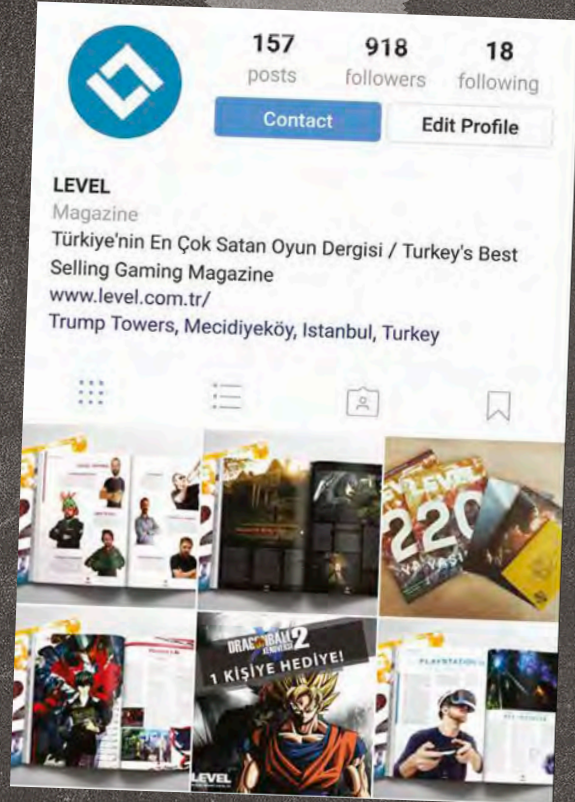 157
918
18
posts
followers
following
Contact
Edit Profile
LEVEL
Magazine
Türkiye'nin En Çok Satan Oyun Dergisi / Turkey's Best
Selling Gaming Magazine
www.level.com.tr/
Trump Towers, Mecidiyeköy, Istanbul, Turkey
LEVEL
220
DRAGONBALL
XENOVERSE 2
1 KİŞİYE HEDİYE!
LEVEL
PLAYSTATION